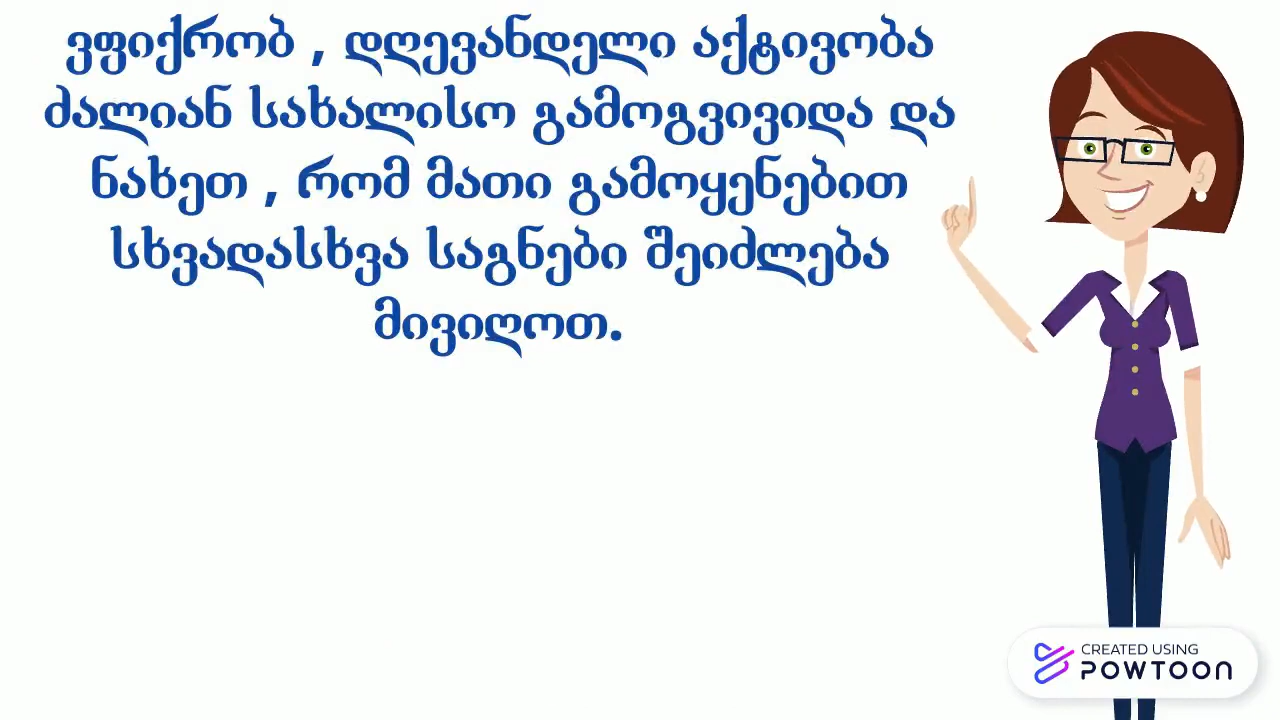 ვფიქრობ , დღევანდელი აქტივობა
ძალიან სახალისო გამოგვივიდა და
ნახეთ , რომ მათი გამოყენებით
სხვადასხვა საგნები შეიძლება
მივიღოთ.
CREATED USING
POWTOON